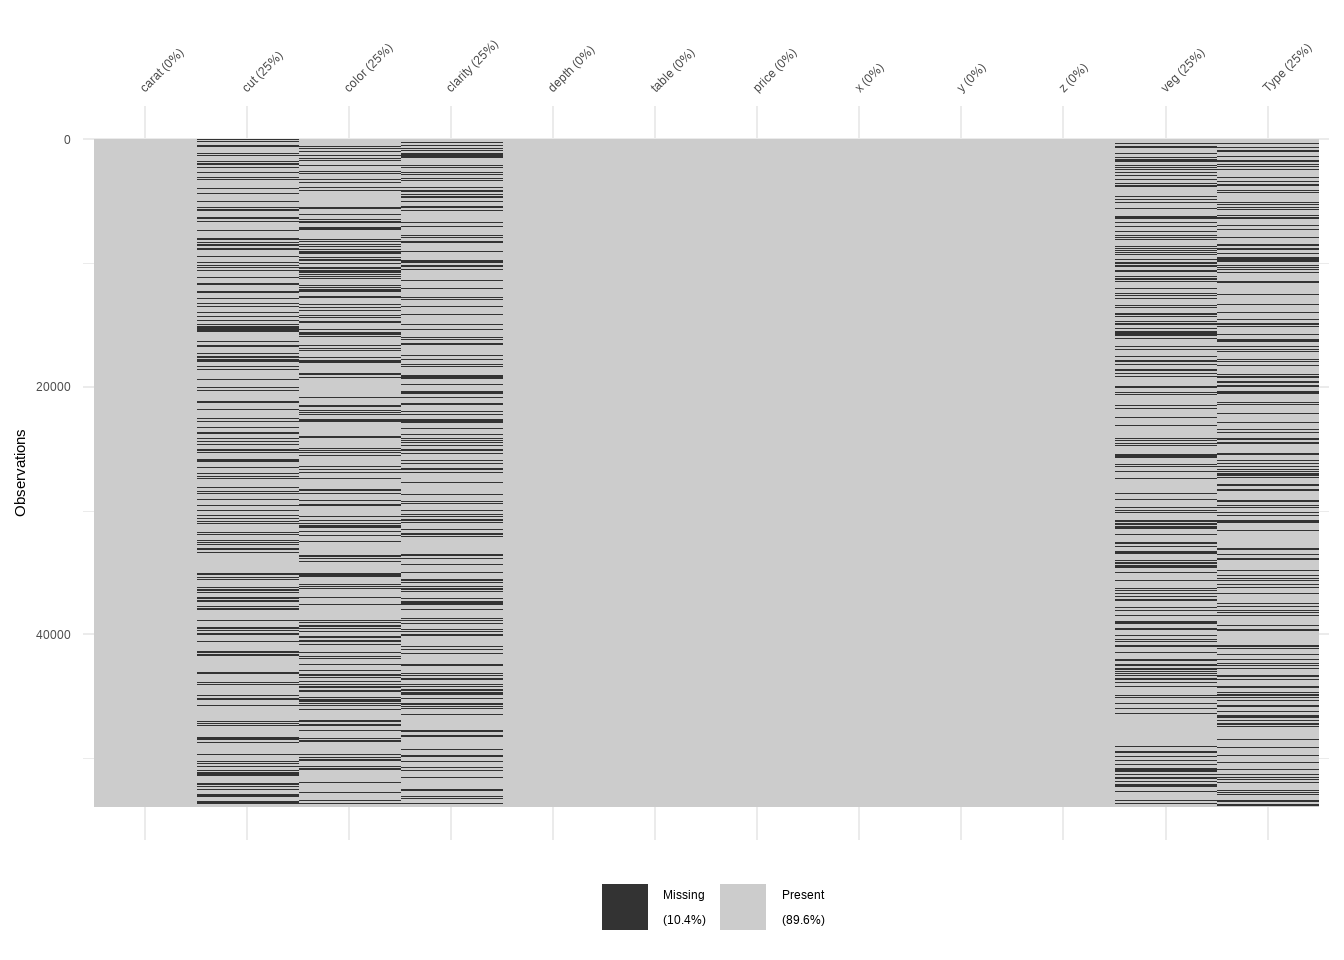 carat (0%)
cut (25%)
color (25%)
clarity (25%)
depth (0%)
table (0%)
price (0%)
x (0%)
y (0%)
z (0%)
veg (25%)
Type (25%)
0
20000
40000
Observations
Missing
(10.4%)
Present
(89.6%)